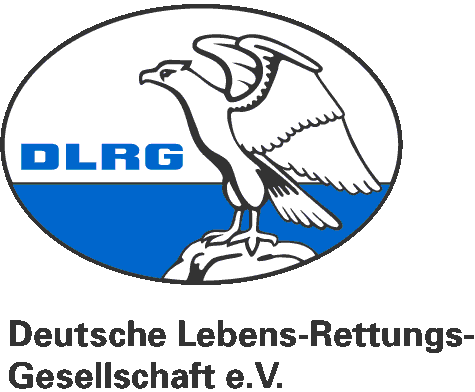 DLRG
Deutsche Lebens-Rettungs-
Gesellschaft e.V.